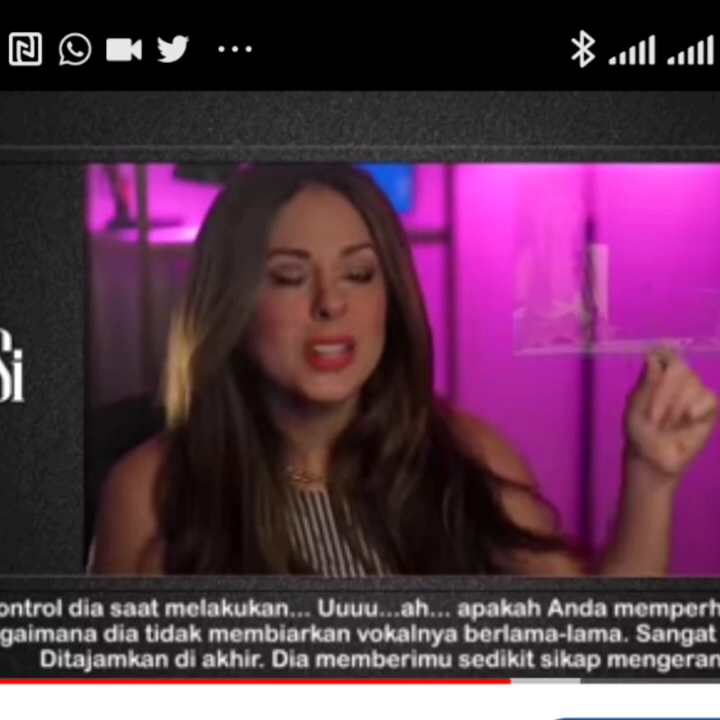 si
ontrol dia saat melakukan... Uuuu...ah... apakah Anda memperh
gaimana dia tidak membiarkan vokalnya berlama-lama. Sangat
Ditajamkan di akhir. Dia memberimu sedikit sikap mengeran